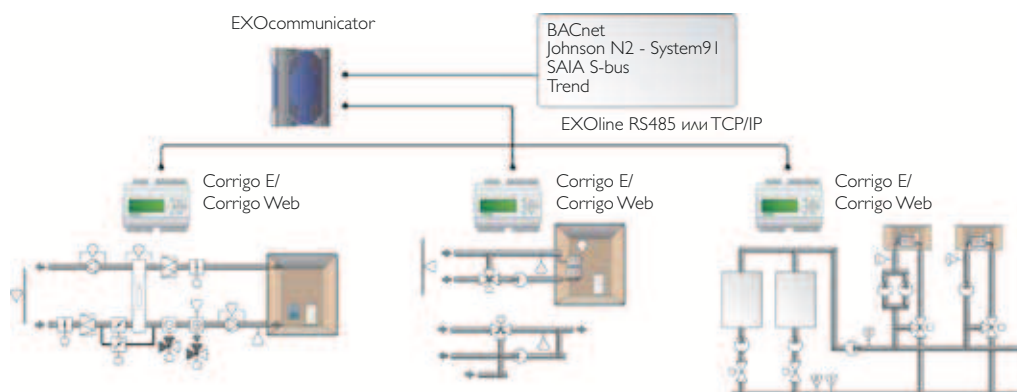 EXOcommunicator
BACnet
Johnson N2 - System91
SAIA S-bus
Trend
EXOline RS485 или TCP/IP
Corrigo E/
Corrigo Web
Corrigo E/
Corrigo Web
Corrigo E/
Corrigo Web